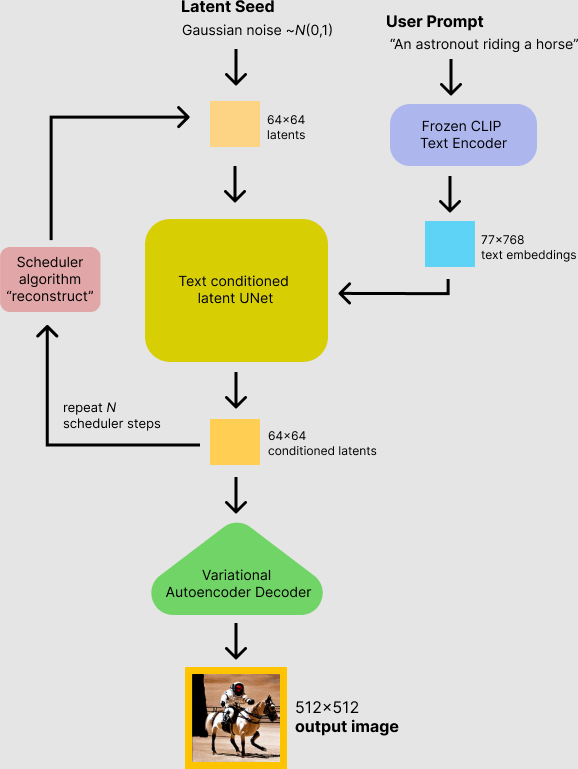 Latent Seed
Gaussian noise ~N(0,1)
User Prompt
“An astronout riding a horse”
64×64
latents
Frozen CLIP
Text Encoder
77×768
text embeddings
Scheduler
algorithm
“reconstruct”
Text conditioned
latent UNet
repeat N
scheduler steps
64×64
conditioned latents
Variational
Autoencoder Decoder
512×512
output image